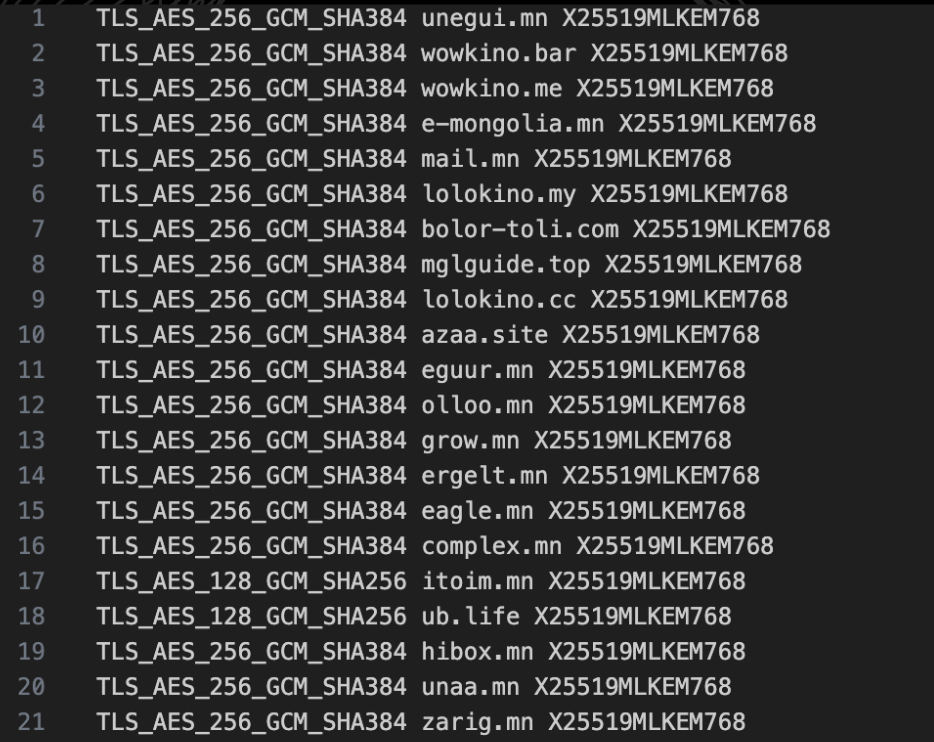 1 TLS_AES_256_GCM_SHA384 unegui.mn X25519MLKEM768
2 TLS_AES_256_GCM_SHA384 wowkino.bar X25519MLKEM768
3 TLS_AES_256_GCM_SHA384 wowkino.me X25519MLKEM768
4 TLS_AES_256_GCM_SHA384 e-mongolia.mn X25519MLKEM768
5 TLS_AES_256_GCM_SHA384 mail.mn X25519MLKEM768
6 TLS_AES_256_GCM_SHA384 lolokino.my X25519MLKEM768
7 TLS_AES_256_GCM_SHA384 bolor-toli.com X25519MLKEM768
8 TLS_AES_256_GCM_SHA384 mglguide.top X25519MLKEM768
9 TLS_AES_256_GCM_SHA384 lolokino.cc X25519MLKEM768
10 TLS_AES_256_GCM_SHA384 azaa.site X25519MLKEM768
11 TLS_AES_256_GCM_SHA384 eguur.mn X25519MLKEM768
12 TLS_AES_256_GCM_SHA384 olloo.mn X25519MLKEM768
13 TLS_AES_256_GCM_SHA384 grow.mn X25519MLKEM768
14 TLS_AES_256_GCM_SHA384 ergelt.mn X25519MLKEM768
15 TLS_AES_256_GCM_SHA384 eagle.mn X25519MLKEM768
16 TLS_AES_256_GCM_SHA384 complex.mn X25519MLKEM768
17 TLS_AES_128_GCM_SHA256 itoim.mn X25519MLKEM768
18 TLS_AES_128_GCM_SHA256 ub.life X25519MLKEM768
19 TLS_AES_256_GCM_SHA384 hibox.mn X25519MLKEM768
20 TLS_AES_256_GCM_SHA384 unaa.mn X25519MLKEM768
21 TLS_AES_256_GCM_SHA384 zarig.mn X25519MLKEM768